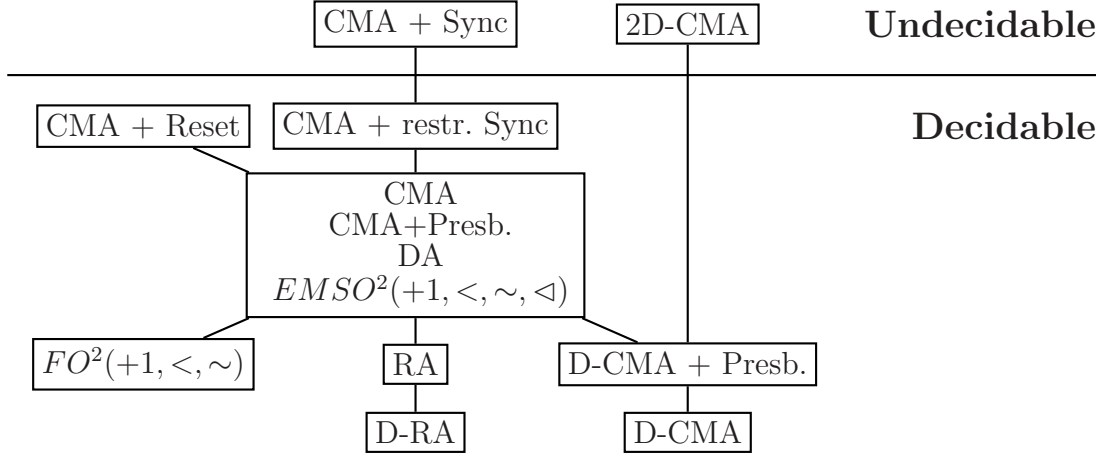 CMA + Sync
2D-CMA
Undecidable
CMA + Reset
CMA + restr. Sync
Decidable
CMA
CMA+Presb.
DA
EMSO²(+1, <, ∼, ⊲)
FO²(+1, <, ∼)
RA
D-CMA + Presb.
D-RA
D-CMA